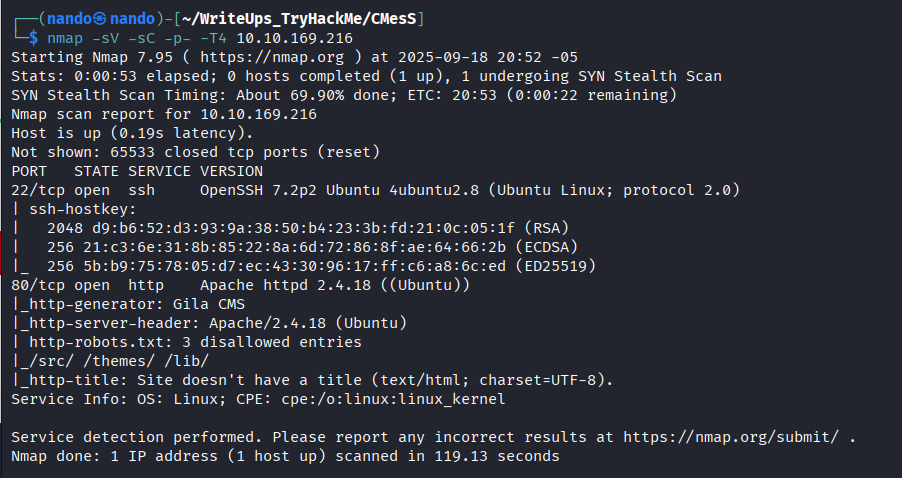 ┌──(nando㉿nando)-[~/WriteUps_TryHackMe/CMesS]
└─$ nmap -sV -sC -p- -T4 10.10.169.216
Starting Nmap 7.95 ( https://nmap.org ) at 2025-09-18 20:52 -05
Stats: 0:00:53 elapsed; 0 hosts completed (1 up), 1 undergoing SYN Stealth Scan
SYN Stealth Scan Timing: About 69.90% done; ETC: 20:53 (0:00:22 remaining)
Nmap scan report for 10.10.169.216
Host is up (0.19s latency).
Not shown: 65533 closed tcp ports (reset)
PORT   STATE SERVICE VERSION
22/tcp open  ssh     OpenSSH 7.2p2 Ubuntu 4ubuntu2.8 (Ubuntu Linux; protocol 2.0)
| ssh-hostkey:
|   2048 d9:b6:52:d3:93:9a:38:50:b4:23:3b:fd:21:0c:05:1f (RSA)
|   256 21:c3:6e:31:8b:85:22:8a:6d:72:86:8f:ae:64:66:2b (ECDSA)
|_  256 5b:b9:75:78:05:d7:ec:43:30:96:17:ff:c6:a8:6c:ed (ED25519)
80/tcp open  http    Apache httpd 2.4.18 ((Ubuntu))
|_http-generator: Gila CMS
|_http-server-header: Apache/2.4.18 (Ubuntu)
| http-robots.txt: 3 disallowed entries
|_/src/ /themes/ /lib/
|_http-title: Site doesn't have a title (text/html; charset=UTF-8).
Service Info: OS: Linux; CPE: cpe:/o:linux:linux_kernel

Service detection performed. Please report any incorrect results at https://nmap.org/submit/ .
Nmap done: 1 IP address (1 host up) scanned in 119.13 seconds